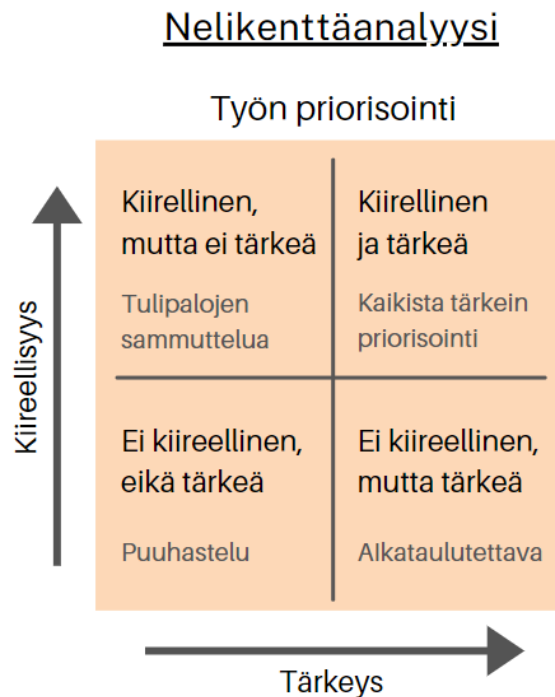 Nelikenttäanalyysi
Työn priorisointi
Kiireellisyys
Kiirellinen,
mutta ei tärkeä
Tulipalojen
sammuttelua
Kiirellinen
ja tärkeä
Kaikista tärkein
priorisointi
Ei kiireellinen,
eikä tärkeä
Puuhastelu
Ei kiireellinen,
mutta tärkeä
AIkataulutettava
Tärkeys